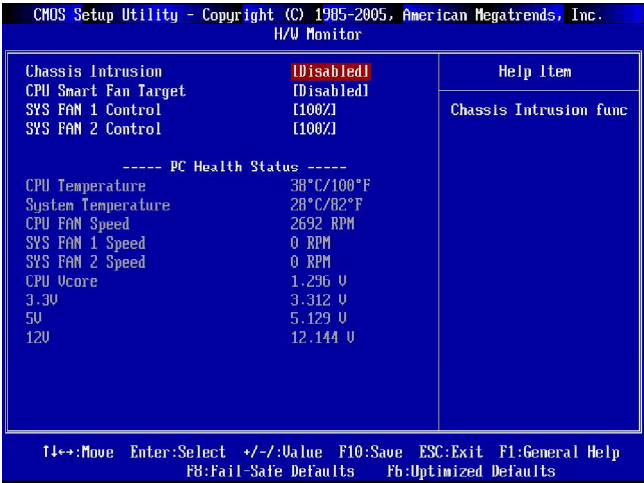 CMOS Setup Utility - Copyright (C) 1985-2005, American Megatrends, Inc.
H/W Monitor
Chassis Intrusion [Disabled]
CPU Smart Fan Target [Disabled]
SYS FAN 1 Control [100%]
SYS FAN 2 Control [100%]
Help Item
Chassis Intrusion func
----- PC Health Status -----
CPU Temperature 38°C/100°F
System Temperature 28°C/82°F
CPU FAN Speed 2692 RPM
SYS FAN 1 Speed 0 RPM
SYS FAN 2 Speed 0 RPM
CPU Vcore 1.296 V
3.3V 3.312 V
5V 5.129 V
12V 12.144 V
↑↓←→:Move Enter:Select +/-/:Value F10:Save ESC:Exit F1:General Help
F8:Fail-Safe Defaults F6:Optimized Defaults